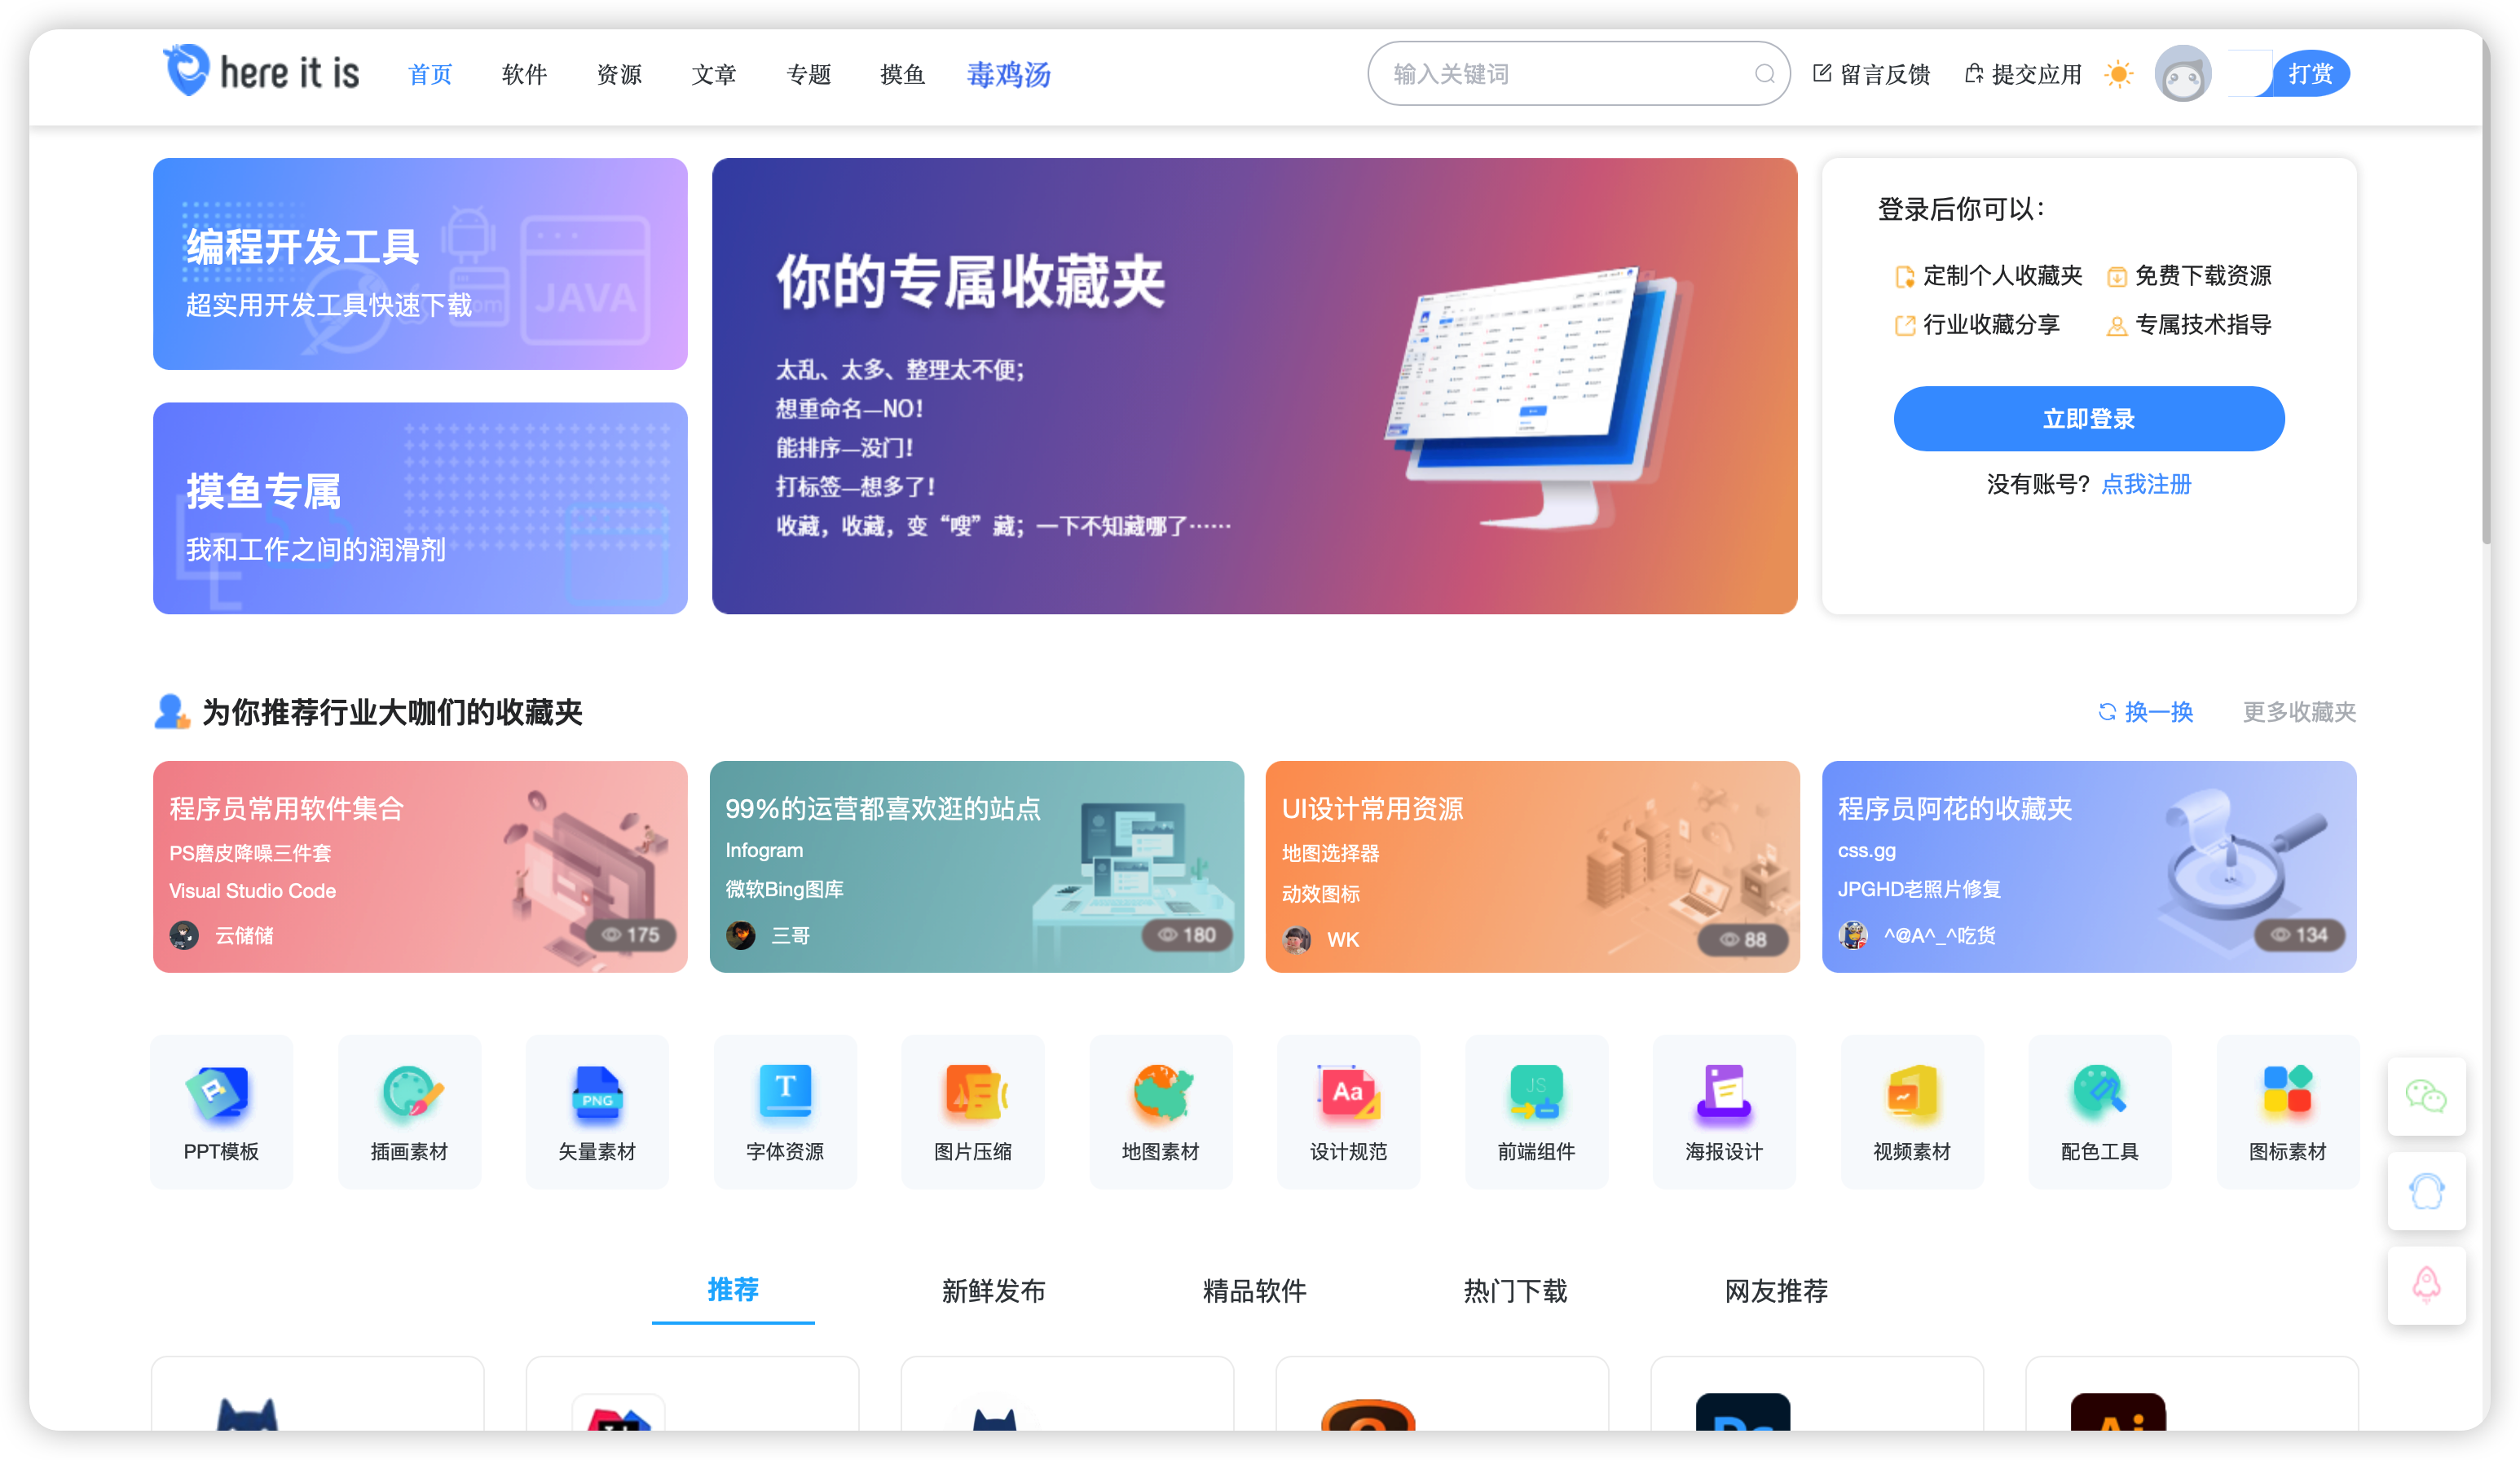 here it is
首页 软件 资源 文章 专题 摸鱼 毒鸡汤
输入关键词
留言反馈 提交应用 打赏
编程开发工具
超实用开发工具快速下载
JAVA
摸鱼专属
我和工作之间的润滑剂
你的专属收藏夹
太乱、太多、整理太不便；
想重命名—NO！
能排序—没门！
打标签—想多了！
收藏，收藏，变“嗖”藏；一下不知藏哪了……
登录后你可以：
定制个人收藏夹 免费下载资源
行业收藏分享 专属技术指导
立即登录
没有账号？点我注册
为你推荐行业大咖们的收藏夹
换一换 更多收藏夹
程序员常用软件集合
PS磨皮降噪三件套
Visual Studio Code
云储储 175
99%的运营都喜欢逛的站点
Infogram
微软Bing图库
三哥 180
UI设计常用资源
地图选择器
动效图标
WK 88
程序员阿花的收藏夹
css.gg
JPGHD老照片修复
^@A^_^吃货 134
PNG T Aa JS
PPT模板 插画素材 矢量素材 字体资源 图片压缩 地图素材 设计规范 前端组件 海报设计 视频素材 配色工具 图标素材
推荐 新鲜发布 精品软件 热门下载 网友推荐
Ai